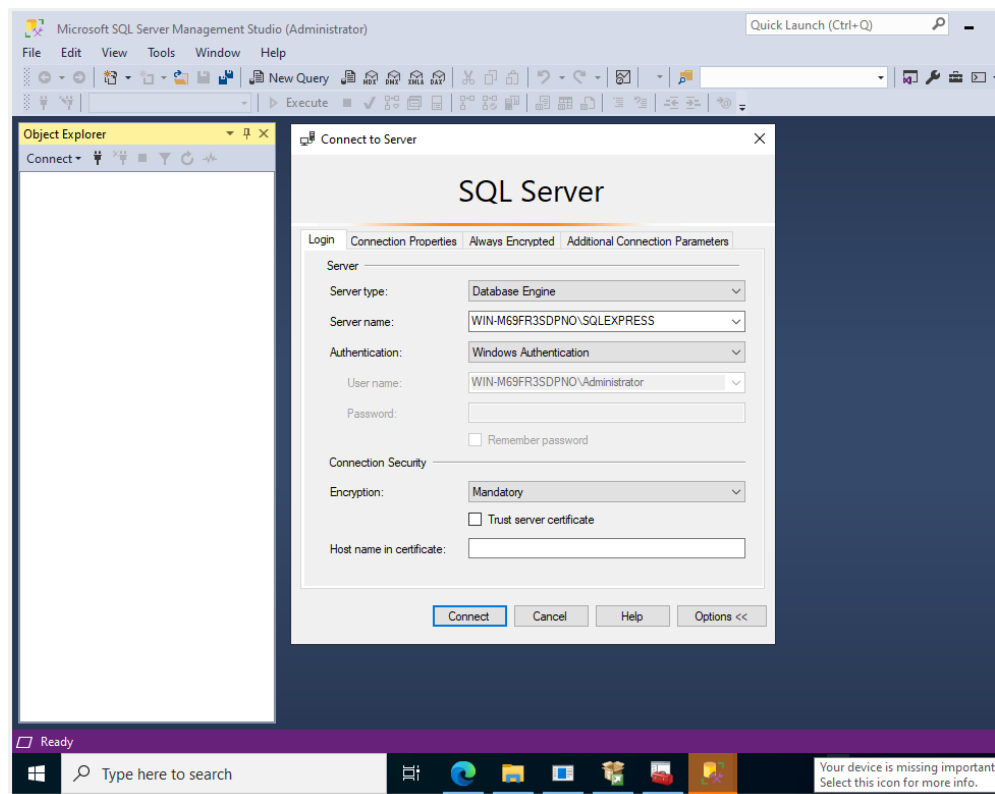 Microsoft SQL Server Management Studio (Administrator)
Quick Launch (Ctrl+Q)
File Edit View Tools Window Help
New Query MDX DMX XMLA DAX
Execute
Object Explorer
Connect
Connect to Server
SQL Server
Login Connection Properties Always Encrypted Additional Connection Parameters
Server
Server type: Database Engine
Server name: WIN-M69FR3SDPNO\SQLEXPRESS
Authentication: Windows Authentication
User name: WIN-M69FR3SDPNO\Administrator
Password:
Remember password
Connection Security
Encryption: Mandatory
Trust server certificate
Host name in certificate:
Connect Cancel Help Options <<
Ready
Type here to search
Your device is missing important
Select this icon for more info.